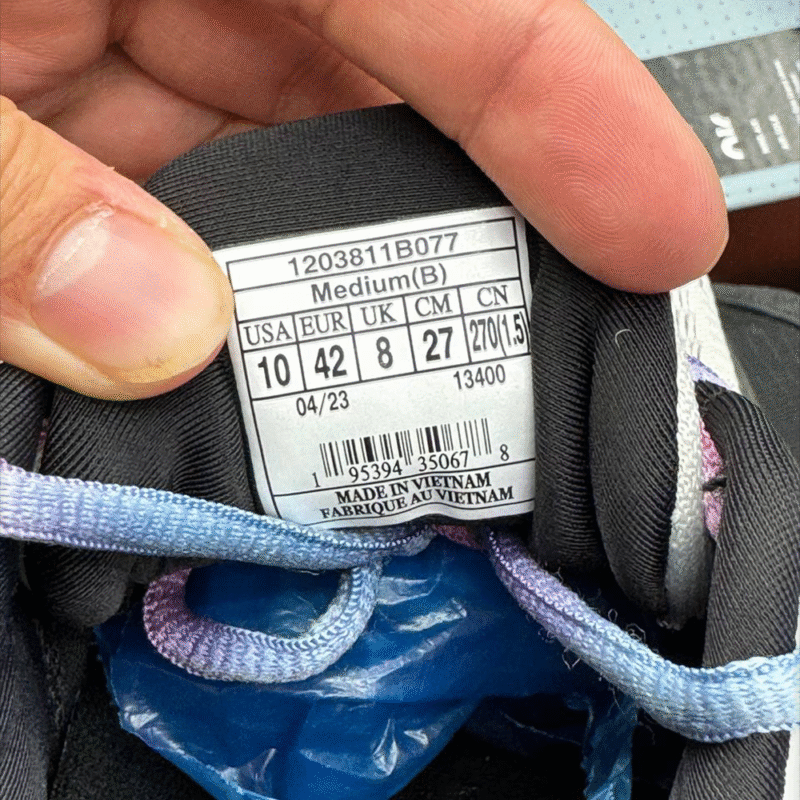 1203811B077
Medium(B)
USA EUR UK CM CN
10 42 8 27 270(1.5)
13400
04/23
1 95394 35067 8
MADE IN VIETNAM
FABRIQUE AU VIETNAM